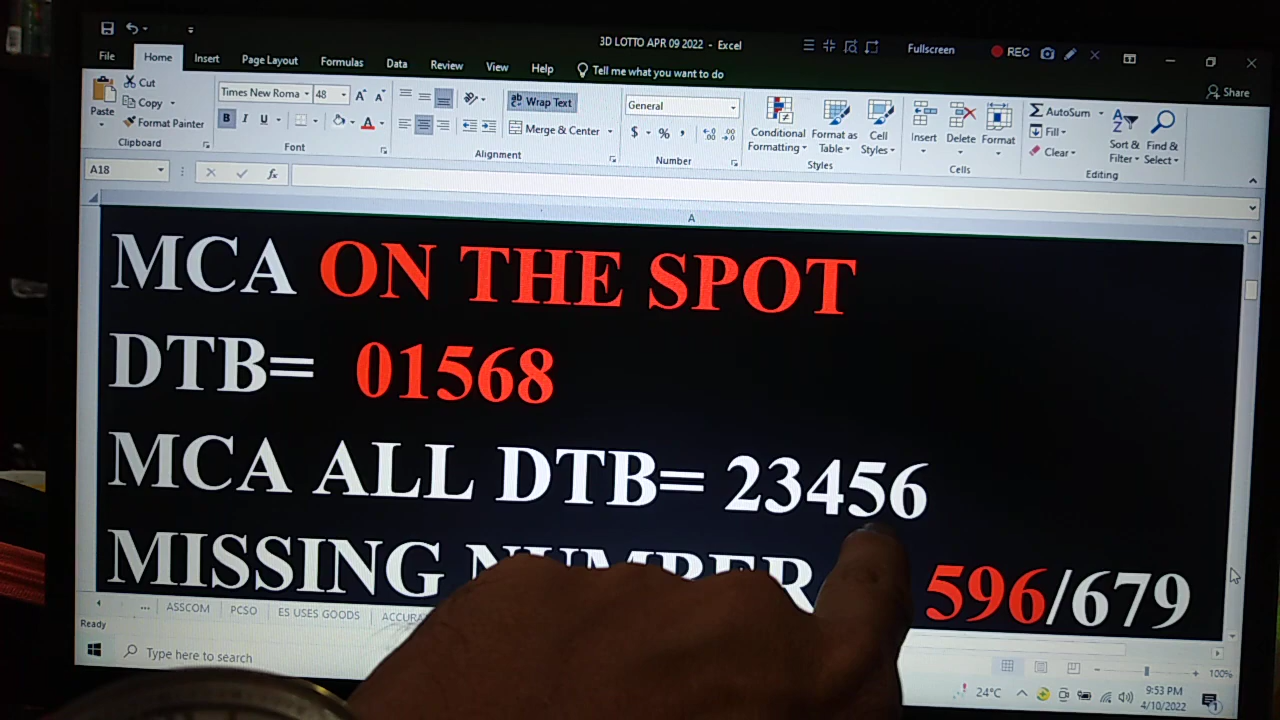 3D LOTTO APR 09 2022 - Excel
Fullscreen
REC
File Home Insert Page Layout Formulas Data Review View Help Tell me what you want to do
Share
Paste
Cut
Copy
Format Painter
Clipboard
Times New Roma 48
B I U
Font
Wrap Text
Merge & Center
Alignment
General
$ % ,
Number
Conditional Formatting
Format as Table
Cell Styles
Styles
Insert Delete Format
Cells
AutoSum
Fill
Clear
Sort & Filter
Find & Select
Editing
A18
fx
A
MCA ON THE SPOT
DTB= 01568
MCA ALL DTB= 23456
MISSING NUMBER 596/679
... ASSCOM PCSO ES USES GOODS
Ready
100%
Type here to search
24°C
9:53 PM
4/10/2022